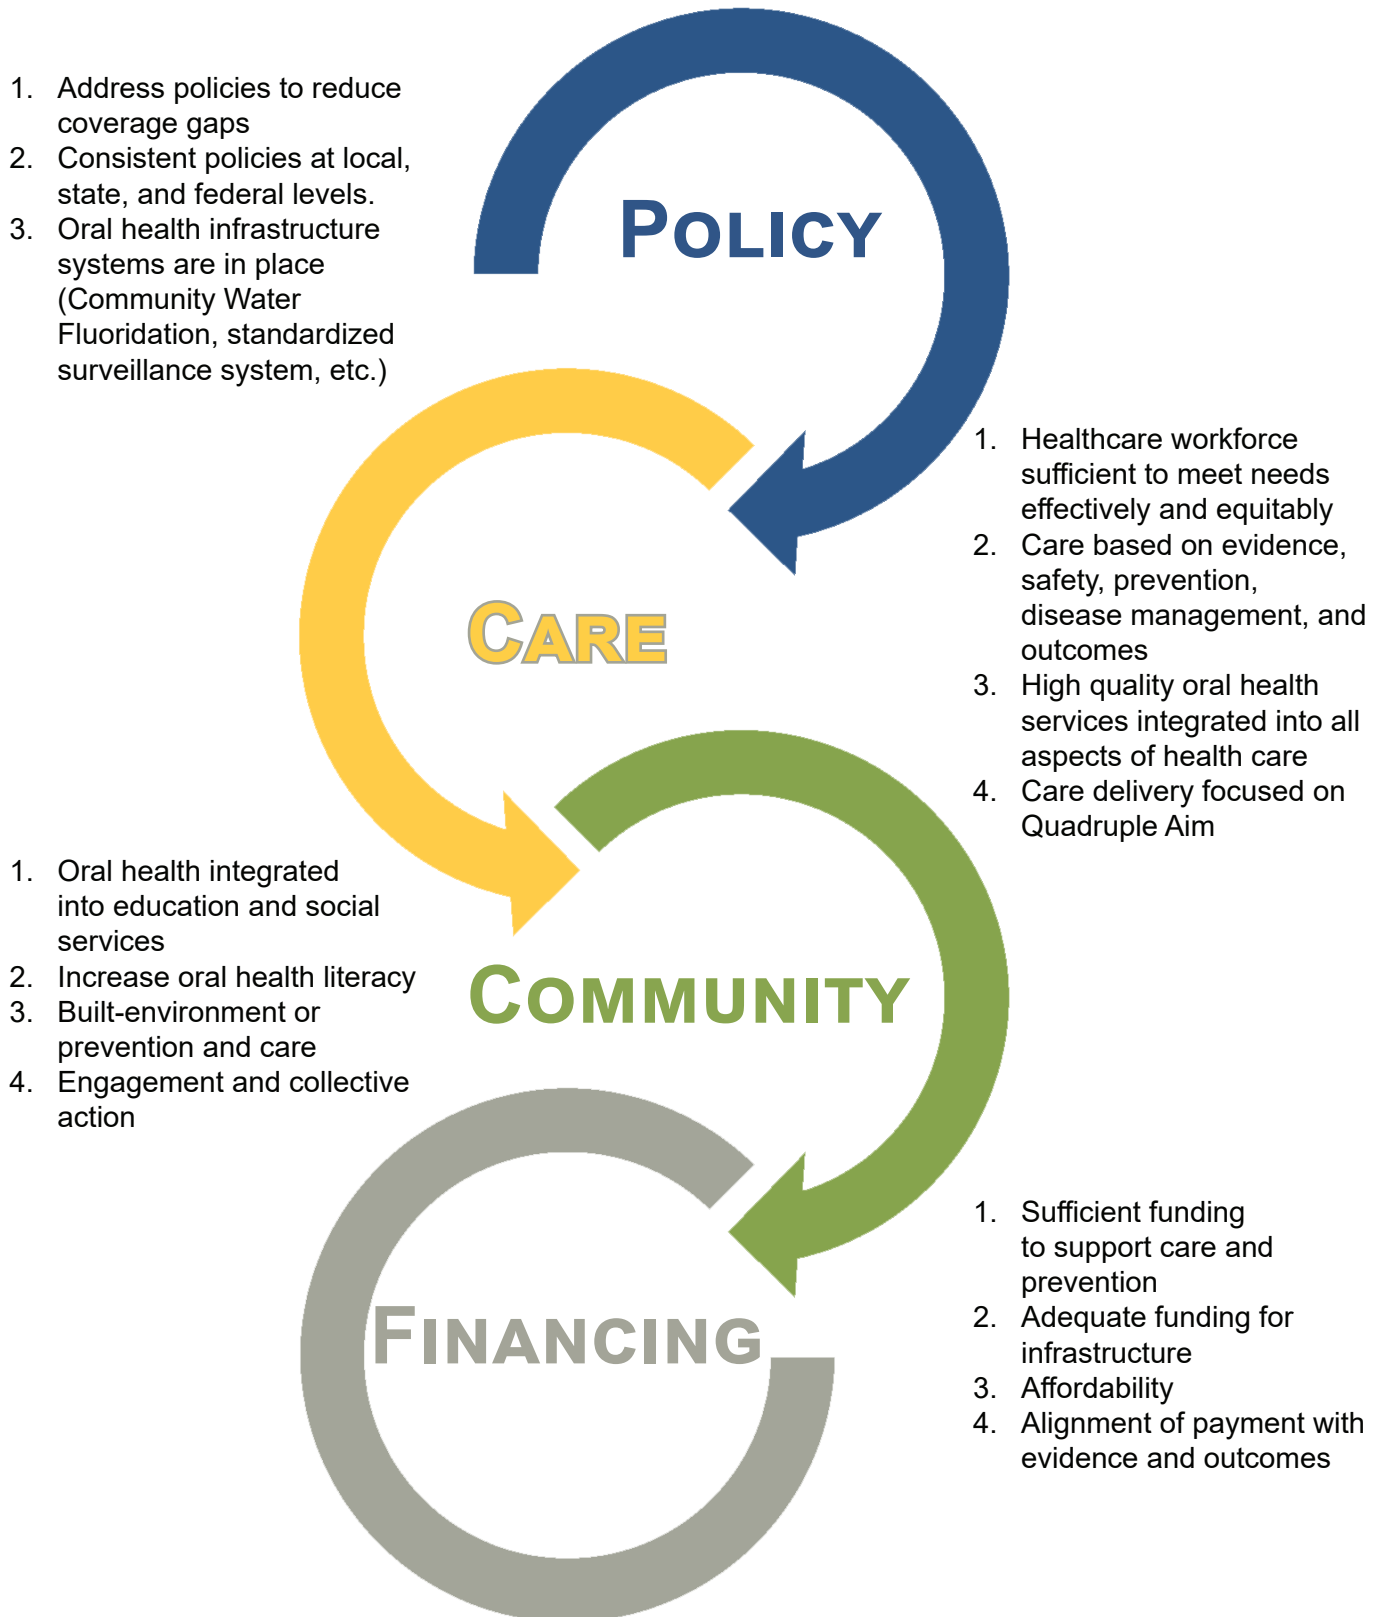 1. Address policies to reduce
coverage gaps
2. Consistent policies at local,
state, and federal levels.
3. Oral health infrastructure
systems are in place
(Community Water
Fluoridation, standardized
surveillance system, etc.)
POLICY
1. Healthcare workforce
sufficient to meet needs
effectively and equitably
2. Care based on evidence,
safety, prevention,
disease management, and
outcomes
3. High quality oral health
services integrated into all
aspects of health care
4. Care delivery focused on
Quadruple Aim
CARE
1. Oral health integrated
into education and social
services
2. Increase oral health literacy
3. Built-environment or
prevention and care
4. Engagement and collective
action
COMMUNITY
1. Sufficient funding
to support care and
prevention
2. Adequate funding for
infrastructure
3. Affordability
4. Alignment of payment with
evidence and outcomes
FINANCING